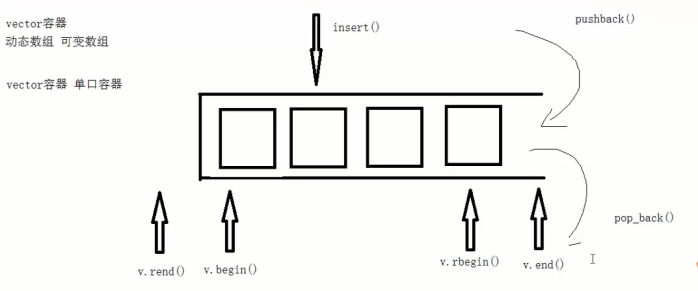 vector容器
动态数组 可变数组
vector容器 单口容器
insert()
pushback()
pop_back()
v.rend()
v.begin()
v.rbegin()
v.end()